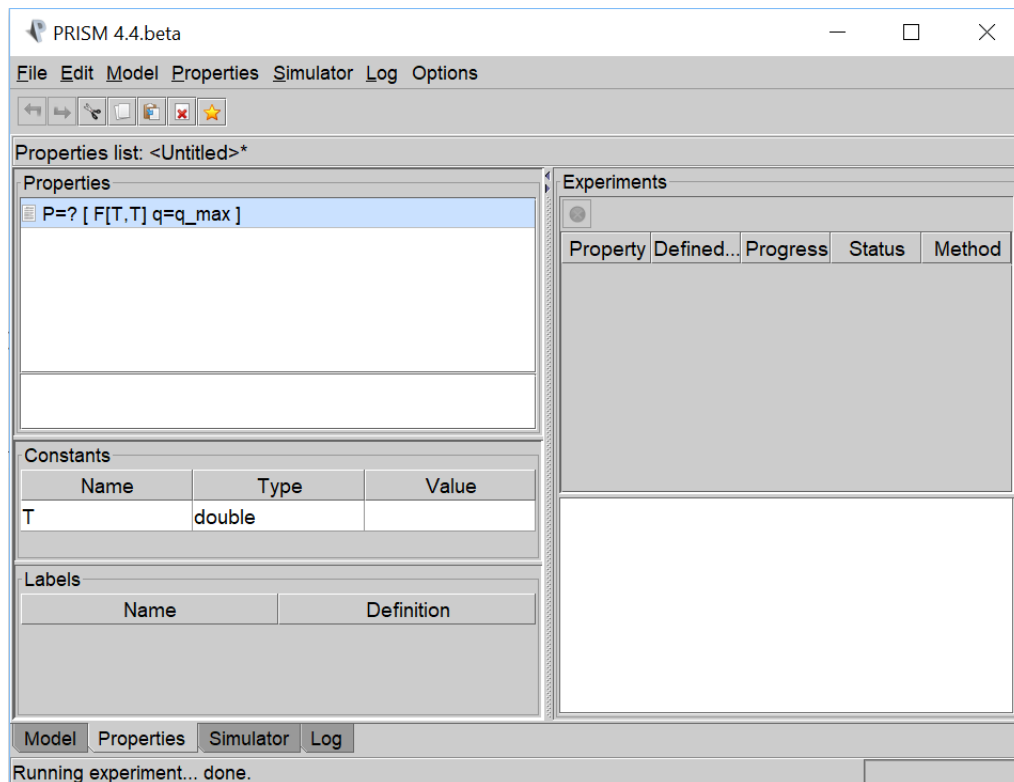 PRISM 4.4.beta
File Edit Model Properties Simulator Log Options
Properties list: <Untitled>*
Properties
P=? [ F[T,T] q=q_max ]
Constants
Name Type Value
T double
Labels
Name Definition
Experiments
Property Defined... Progress Status Method
Model Properties Simulator Log
Running experiment... done.